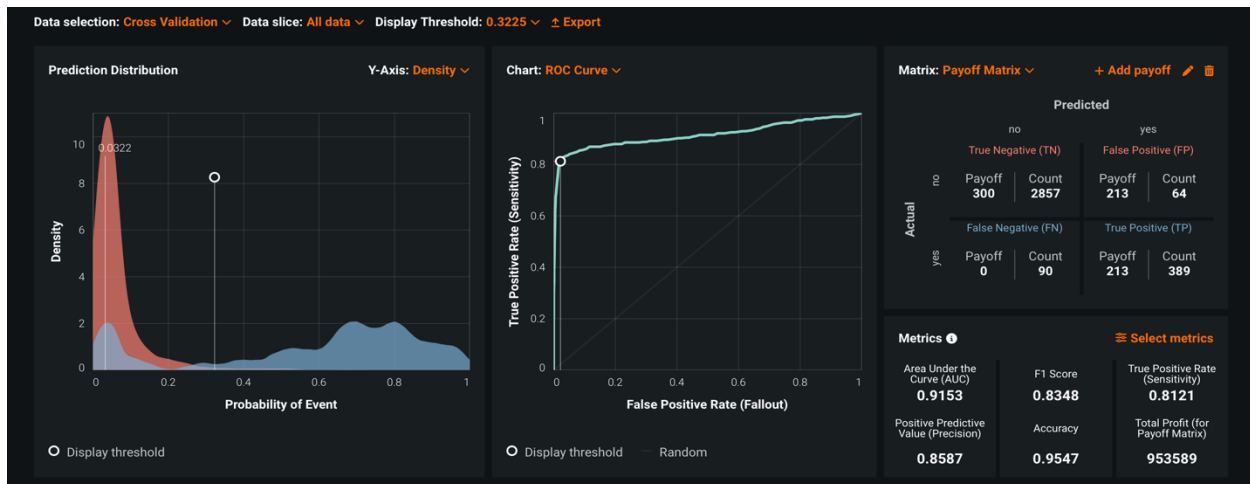 Data selection: Cross Validation Data slice: All data Display Threshold: 0.3225 Export
Prediction Distribution
Y-Axis: Density
10
8
6
4
2
0
Density
0.0322
0 0.2 0.4 0.6 0.8 1
Probability of Event
Display threshold
Chart: ROC Curve
1
0.8
0.6
0.4
0.2
0
True Positive Rate (Sensitivity)
0 0.2 0.4 0.6 0.8 1
False Positive Rate (Fallout)
Display threshold Random
Matrix: Payoff Matrix
+ Add payoff
Predicted
no yes
Actual
no
True Negative (TN)
Payoff Count
300 2857
False Positive (FP)
Payoff Count
213 64
yes
False Negative (FN)
Payoff Count
0 90
True Positive (TP)
Payoff Count
213 389
Metrics
Select metrics
Area Under the
Curve (AUC)
0.9153
F1 Score
0.8348
True Positive Rate
(Sensitivity)
0.8121
Positive Predictive
Value (Precision)
0.8587
Accuracy
0.9547
Total Profit (for
Payoff Matrix)
953589